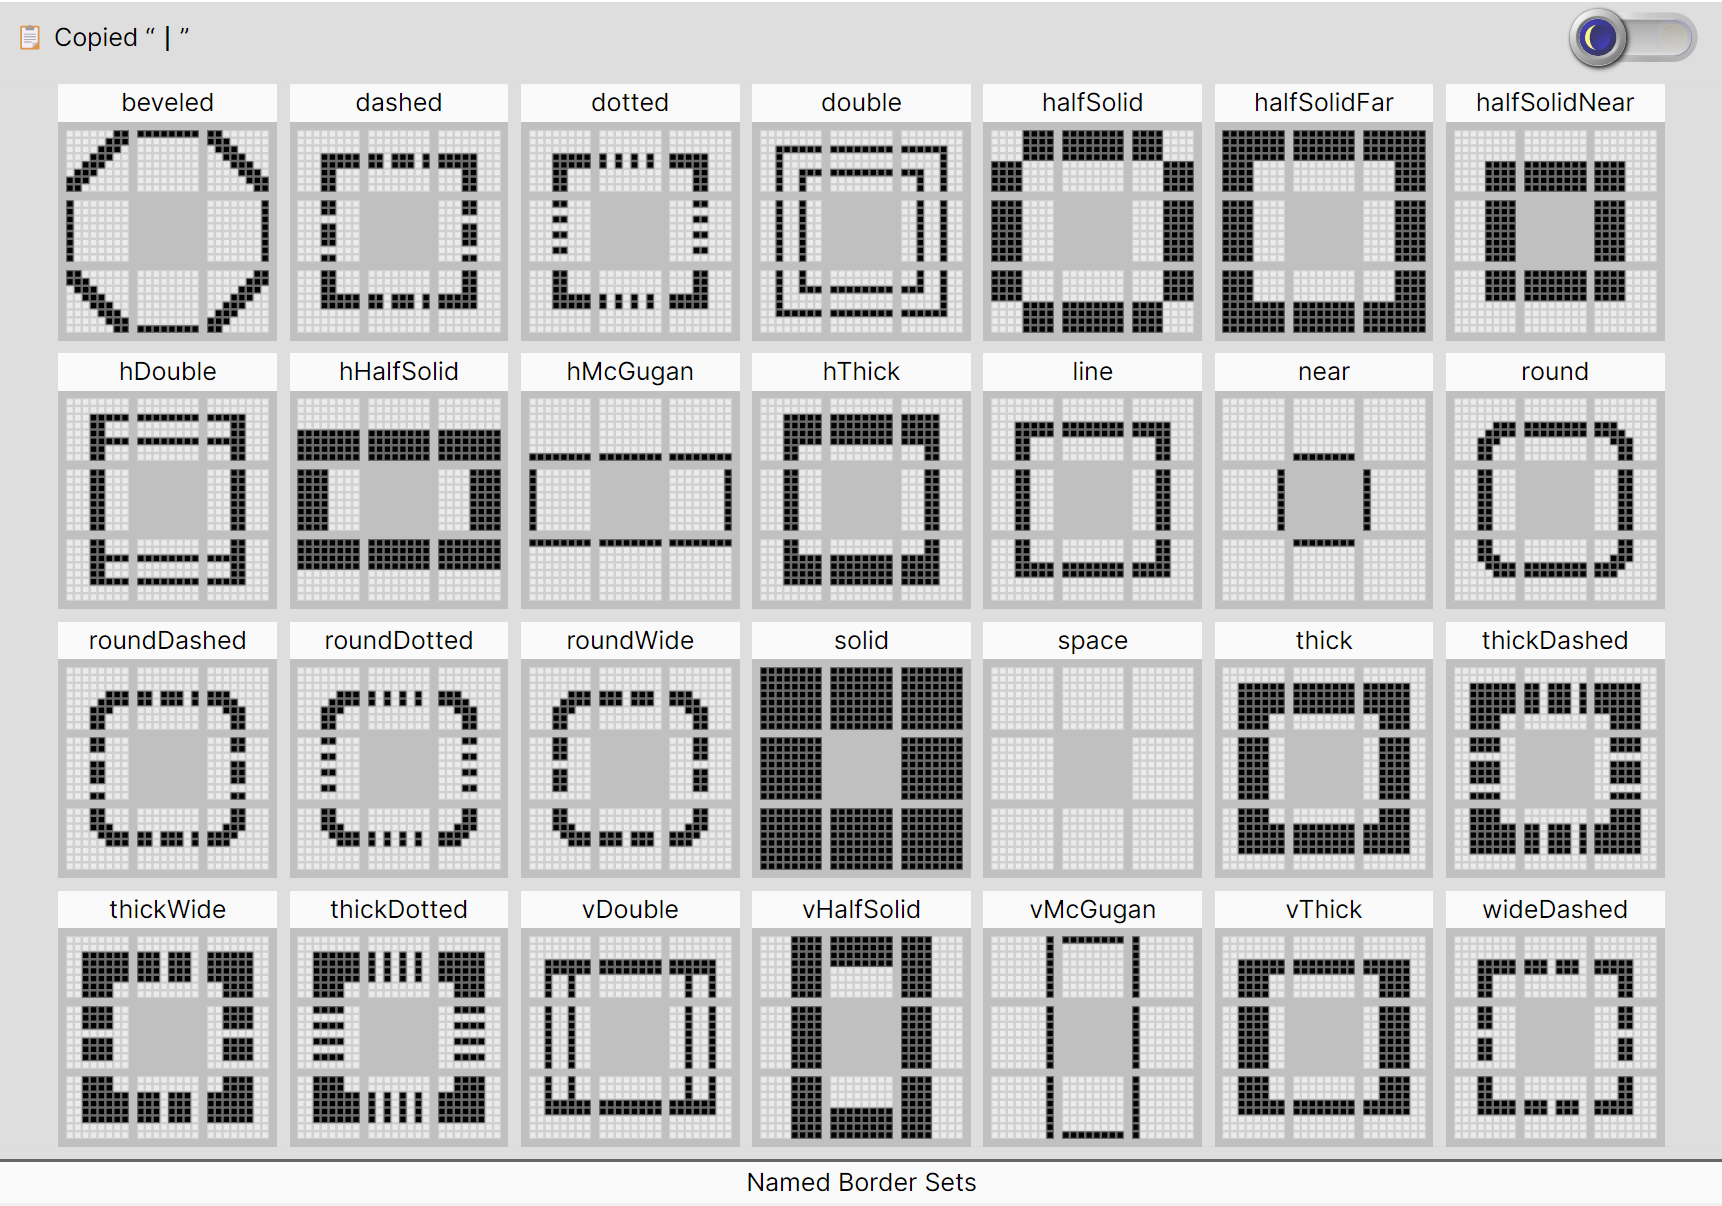 Copied “ | ”
beveled dashed dotted double halfSolid halfSolidFar halfSolidNear
hDouble hHalfSolid hMcGugan hThick line near round
roundDashed roundDotted roundWide solid space thick thickDashed
thickWide thickDotted vDouble vHalfSolid vMcGugan vThick wideDashed
Named Border Sets